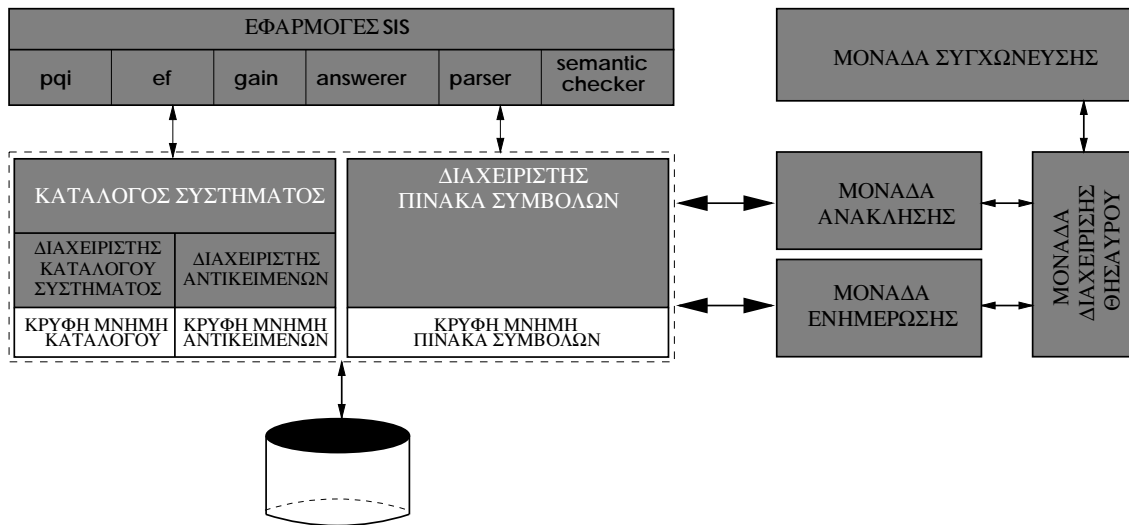 ΕΦΑΡΜΟΓΕΣ SIS
pqi ef gain answerer parser semantic
checker
ΜΟΝΑΔΑ ΣΥΓΧΩΝΕΥΣΗΣ
ΚΑΤΑΛΟΓΟΣ ΣΥΣΤΗΜΑΤΟΣ
ΔΙΑΧΕΙΡΙΣΤΗΣ
ΚΑΤΑΛΟΓΟΥ
ΣΥΣΤΗΜΑΤΟΣ
ΔΙΑΧΕΙΡΙΣΤΗΣ
ΑΝΤΙΚΕΙΜΕΝΩΝ
ΚΡΥΦΗ ΜΝΗΜΗ
ΚΑΤΑΛΟΓΟΥ
ΚΡΥΦΗ ΜΝΗΜΗ
ΑΝΤΙΚΕΙΜΕΝΩΝ
ΔΙΑΧΕΙΡΙΣΤΗΣ
ΠΙΝΑΚΑ ΣΥΜΒΟΛΩΝ
ΚΡΥΦΗ ΜΝΗΜΗ
ΠΙΝΑΚΑ ΣΥΜΒΟΛΩΝ
ΜΟΝΑΔΑ
ΑΝΑΚΛΗΣΗΣ
ΜΟΝΑΔΑ
ΕΝΗΜΕΡΩΣΗΣ
ΜΟΝΑΔΑ
ΔΙΑΧΕΙΡΙΣΗΣ
ΘΗΣΑΥΡΟΥ